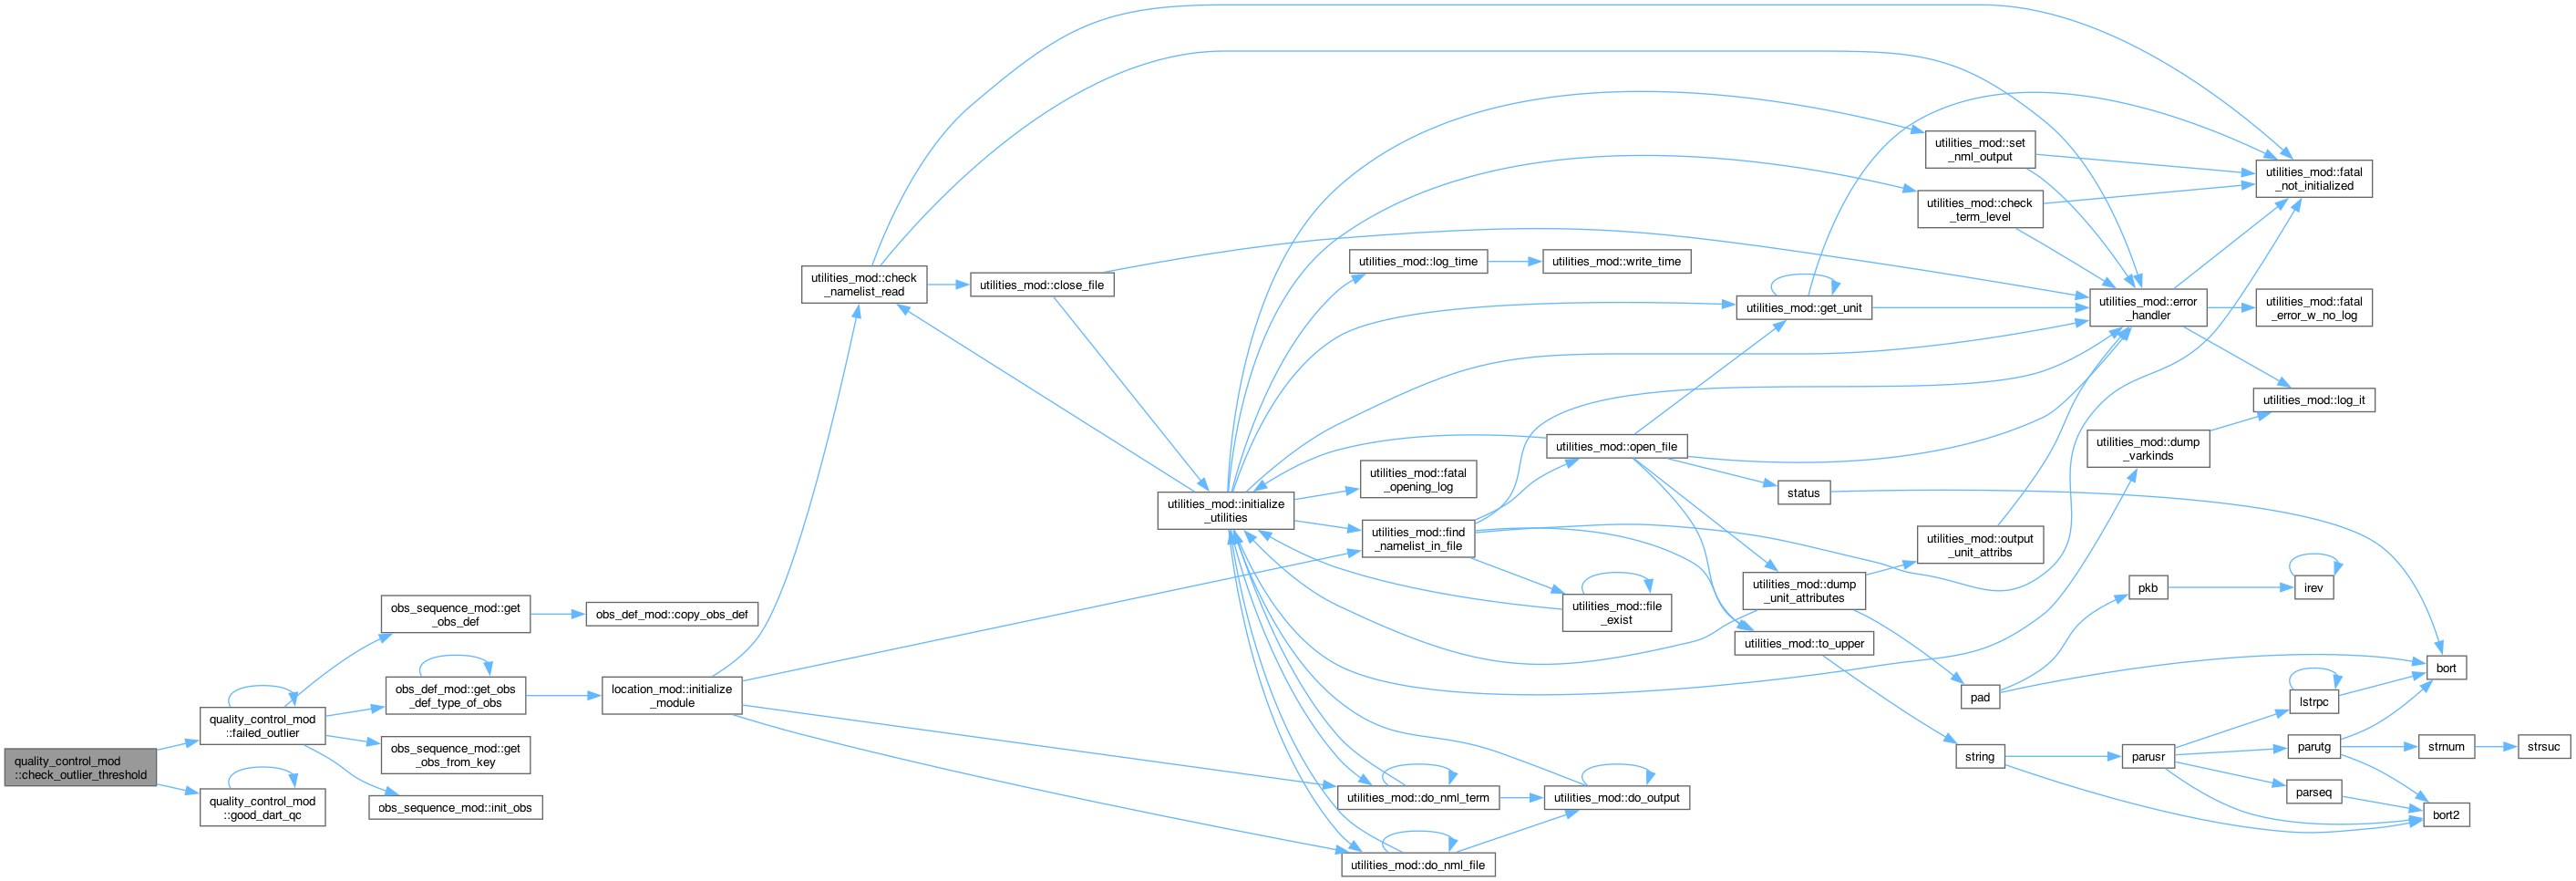 quality_control_mod
::check_outlier_threshold
quality_control_mod
::failed_outlier
quality_control_mod
::good_dart_qc
obs_sequence_mod::get
_obs_def
obs_def_mod::get_obs
_def_type_of_obs
obs_sequence_mod::get
_obs_from_key
obs_sequence_mod::init_obs
obs_def_mod::copy_obs_def
location_mod::initialize
_module
utilities_mod::check
_namelist_read
utilities_mod::close_file
utilities_mod::initialize
_utilities
utilities_mod::log_time
utilities_mod::write_time
utilities_mod::fatal
_opening_log
utilities_mod::find
_namelist_in_file
utilities_mod::do_nml_term
utilities_mod::do_nml_file
utilities_mod::open_file
utilities_mod::file
_exist
utilities_mod::do_output
utilities_mod::get_unit
status
utilities_mod::dump
_unit_attributes
utilities_mod::to_upper
utilities_mod::set
_nml_output
utilities_mod::check
_term_level
utilities_mod::output
_unit_attribs
pad
string
utilities_mod::error
_handler
utilities_mod::dump
_varkinds
pkb
parusr
utilities_mod::fatal
_not_initialized
utilities_mod::fatal
_error_w_no_log
utilities_mod::log_it
irev
lstrpc
parutg
parseq
bort
strnum
bort2
strsuc